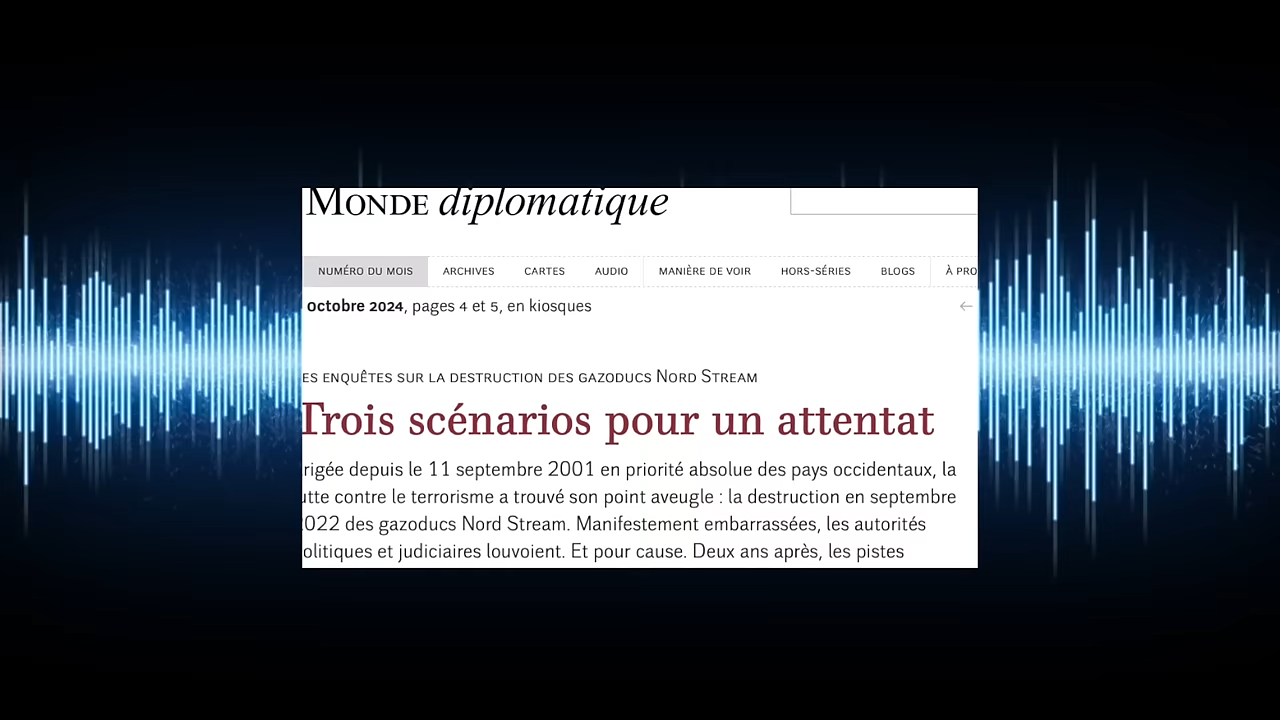 MONDE diplomatique
NUMÉRO DU MOIS ARCHIVES CARTES AUDIO MANIÈRE DE VOIR HORS-SÉRIES BLOGS À PRO
octobre 2024, pages 4 et 5, en kiosques
ES ENQUÊTES SUR LA DESTRUCTION DES GAZODUCS NORD STREAM
Trois scénarios pour un attentat
rigée depuis le 11 septembre 2001 en priorité absolue des pays occidentaux, la
utte contre le terrorisme a trouvé son point aveugle : la destruction en septembre
2022 des gazoducs Nord Stream. Manifestement embarrassées, les autorités
olitiques et judiciaires louvoient. Et pour cause. Deux ans après, les pistes